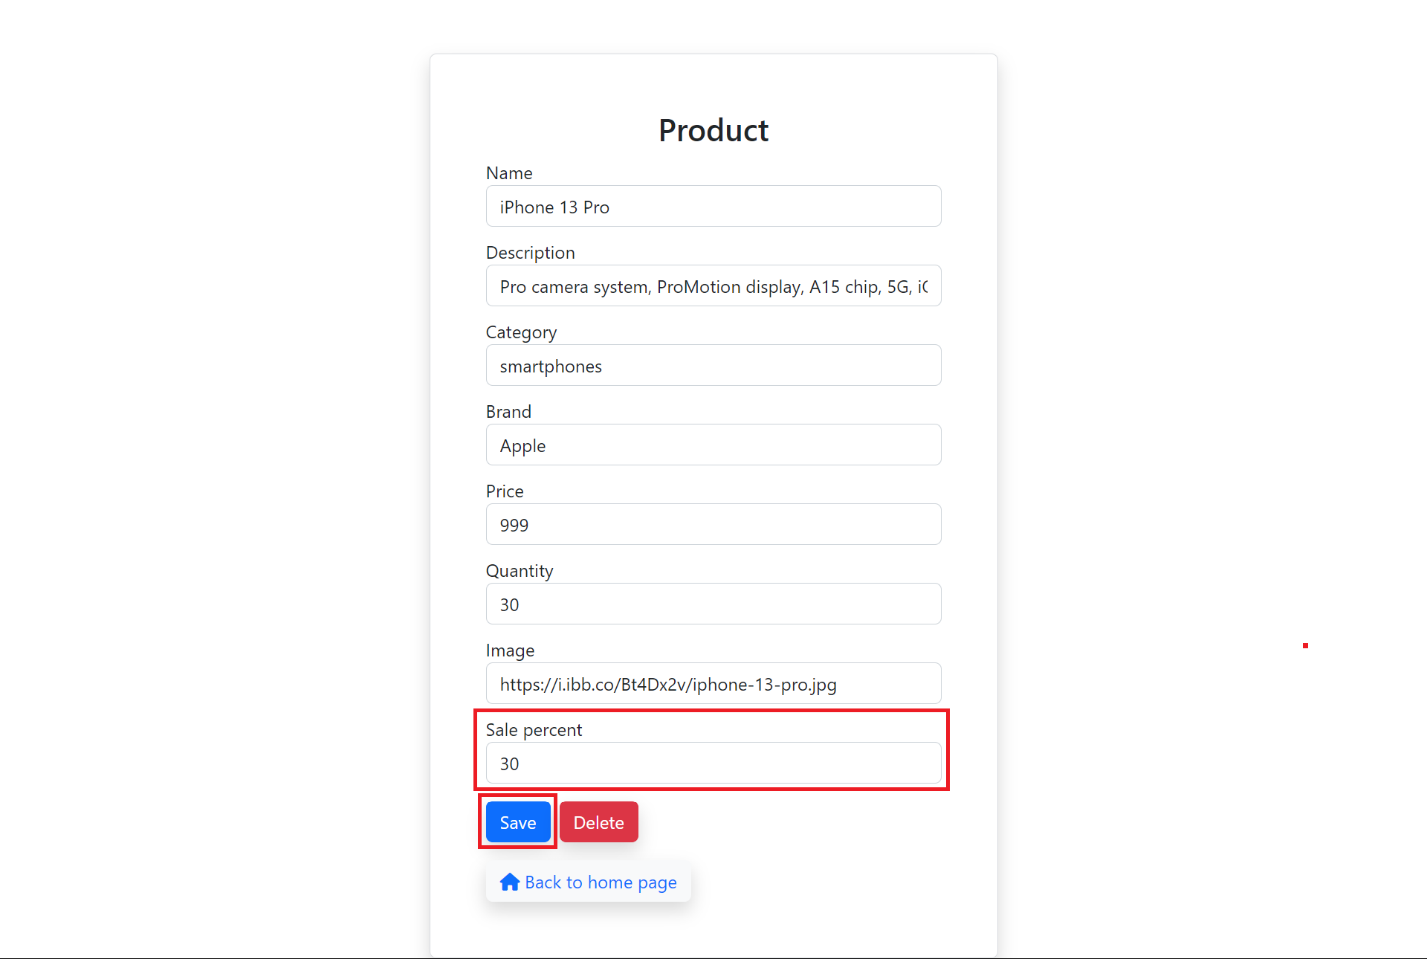 Product
Name
iPhone 13 Pro
Description
Pro camera system, ProMotion display, A15 chip, 5G,
Category
smartphones
Brand
Apple
Price
999
Quantity
30
Image
https://i.ibb.co/Bt4Dx2v/iphone-13-pro.jpg
Sale percent
30
Save Delete
Back to home page